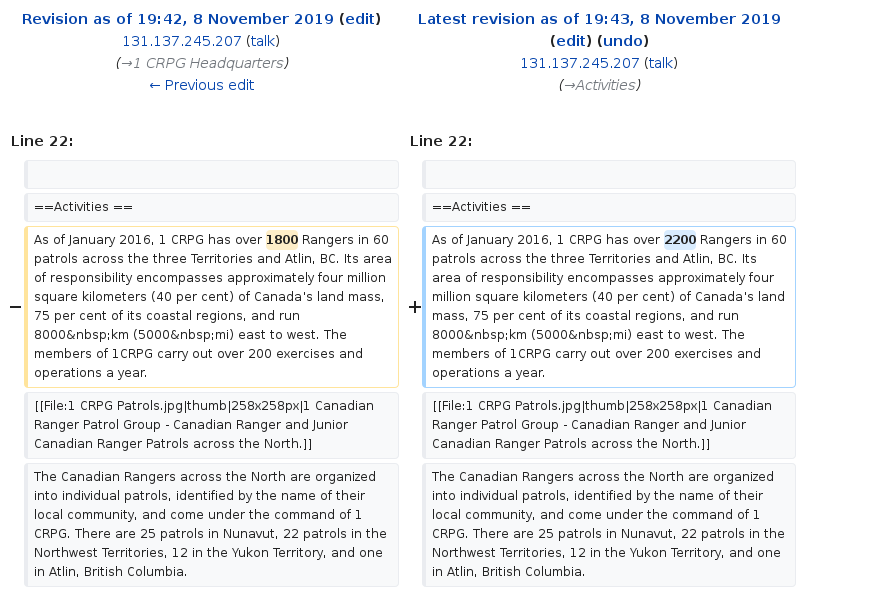 Revision as of 19:42, 8 November 2019 (edit)
131.137.245.207 (talk)
(→1 CRPG Headquarters)
← Previous edit
Latest revision as of 19:43, 8 November 2019
(edit) (undo)
131.137.245.207 (talk)
(→Activities)
Line 22:
Line 22:
==Activities ==
==Activities ==
−
As of January 2016, 1 CRPG has over 1800 Rangers in 60
patrols across the three Territories and Atlin, BC. Its area
of responsibility encompasses approximately four million
square kilometers (40 per cent) of Canada's land mass,
75 per cent of its coastal regions, and run
8000&nbsp;km (5000&nbsp;mi) east to west. The
members of 1CRPG carry out over 200 exercises and
operations a year.
+
As of January 2016, 1 CRPG has over 2200 Rangers in 60
patrols across the three Territories and Atlin, BC. Its
area of responsibility encompasses approximately four
million square kilometers (40 per cent) of Canada's land
mass, 75 per cent of its coastal regions, and run
8000&nbsp;km (5000&nbsp;mi) east to west. The
members of 1CRPG carry out over 200 exercises and
operations a year.
[[File:1 CRPG Patrols.jpg|thumb|258x258px|1 Canadian
Ranger Patrol Group - Canadian Ranger and Junior
Canadian Ranger Patrols across the North.]]
[[File:1 CRPG Patrols.jpg|thumb|258x258px|1 Canadian
Ranger Patrol Group - Canadian Ranger and Junior
Canadian Ranger Patrols across the North.]]
The Canadian Rangers across the North are organized
into individual patrols, identified by the name of their
local community, and come under the command of 1
CRPG. There are 25 patrols in Nunavut, 22 patrols in the
Northwest Territories, 12 in the Yukon Territory, and one
in Atlin, British Columbia.
The Canadian Rangers across the North are organized
into individual patrols, identified by the name of their
local community, and come under the command of 1
CRPG. There are 25 patrols in Nunavut, 22 patrols in the
Northwest Territories, 12 in the Yukon Territory, and one
in Atlin, British Columbia.